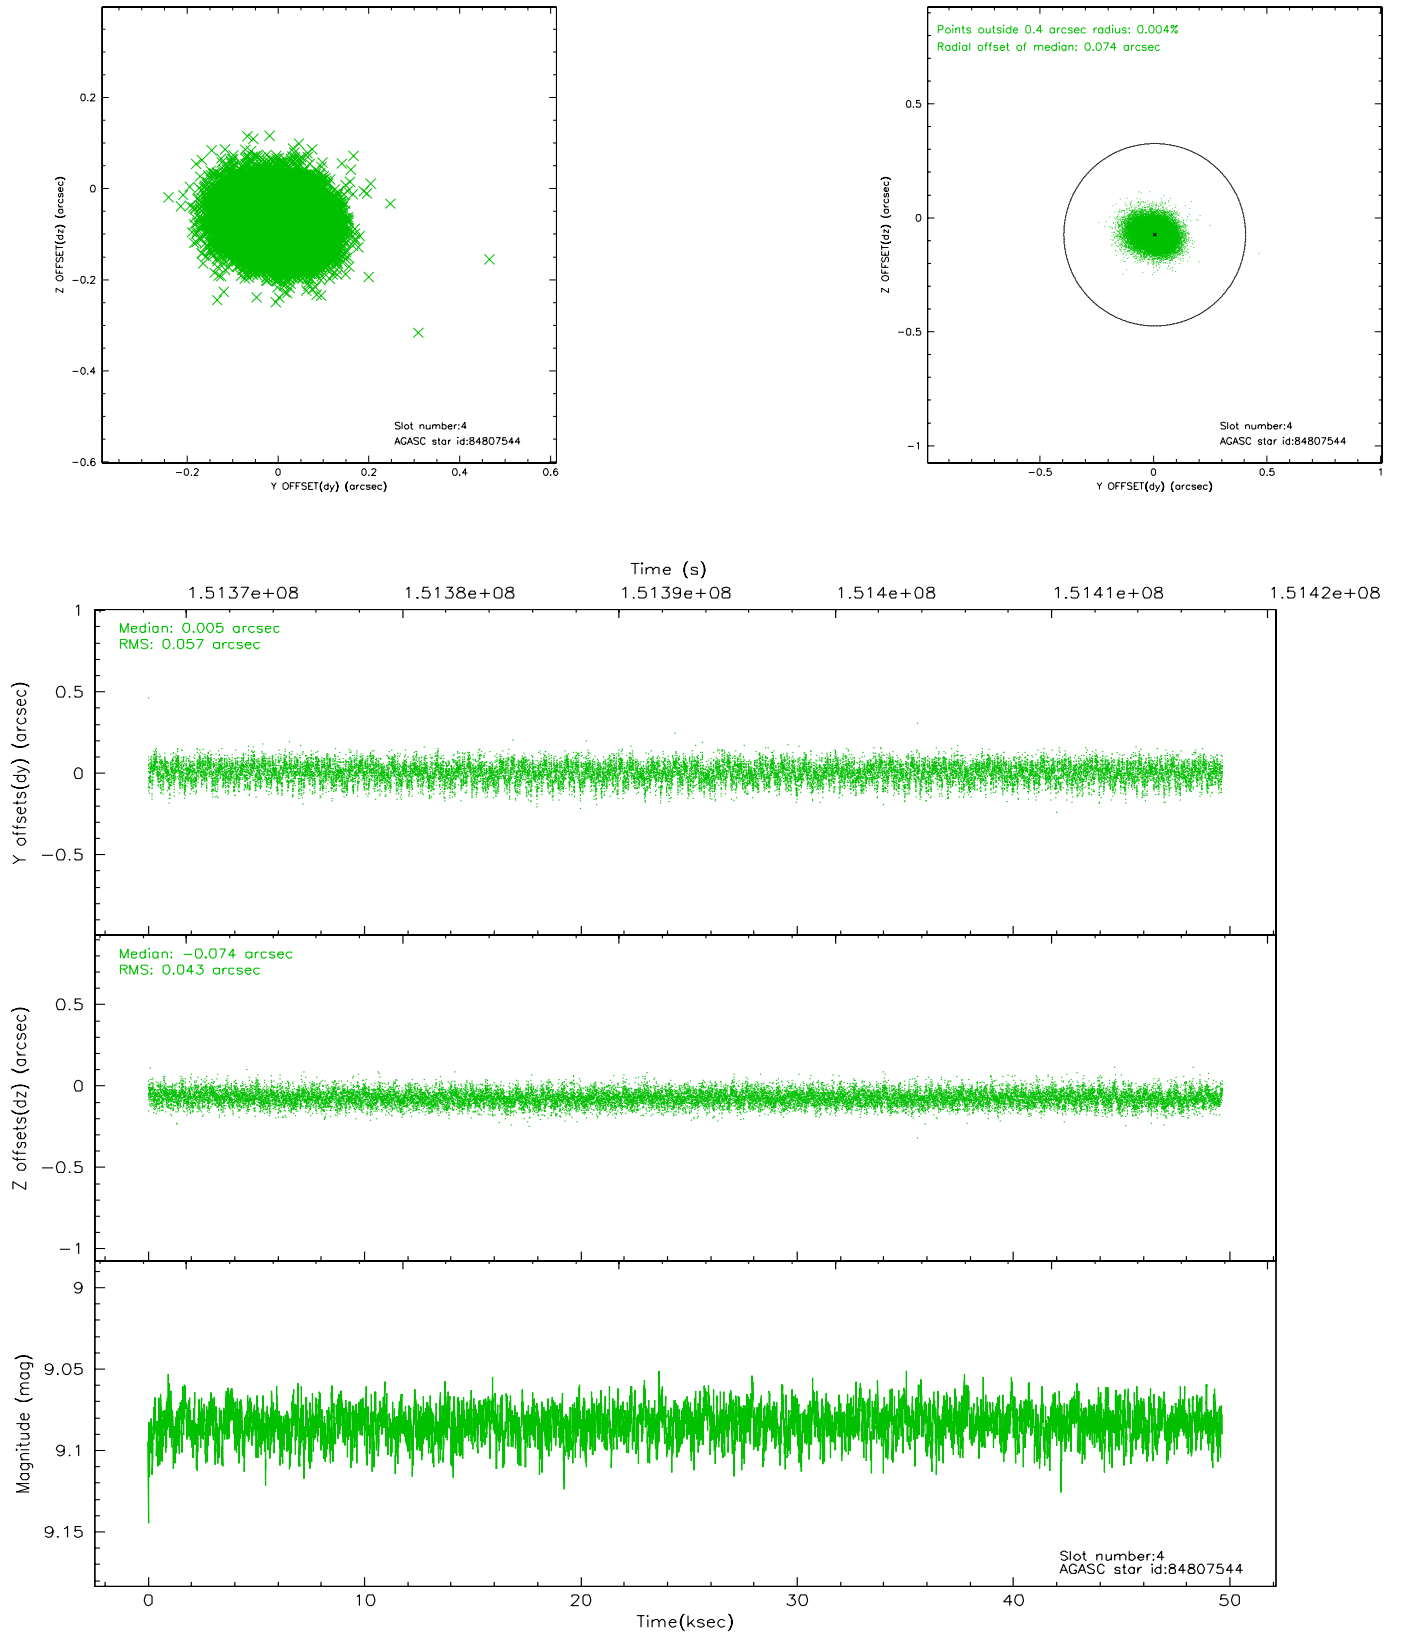 0.2
0
−0.2
−0.4
−0.6
Z OFFSET(dz) (arcsec)
−0.2 0 0.2 0.4 0.6
Y OFFSET(dy) (arcsec)
Slot number:4
AGASC star id:84807544
Points outside 0.4 arcsec radius: 0.004%
Radial offset of median: 0.074 arcsec
0.5
0
−0.5
−1
Z OFFSET(dz) (arcsec)
−0.5 0 0.5 1
Y OFFSET(dy) (arcsec)
Slot number:4
AGASC star id:84807544
Time (s)
1.5137e+08 1.5138e+08 1.5139e+08 1.514e+08 1.5141e+08 1.5142e+08
Median: 0.005 arcsec
RMS: 0.057 arcsec
1
0.5
0
−0.5
Y offsets(dy) (arcsec)
Median: −0.074 arcsec
RMS: 0.043 arcsec
0.5
0
−0.5
−1
Z offsets(dz) (arcsec)
9
9.05
9.1
9.15
Magnitude (mag)
Slot number:4
AGASC star id:84807544
0 10 20 30 40 50
Time(ksec)